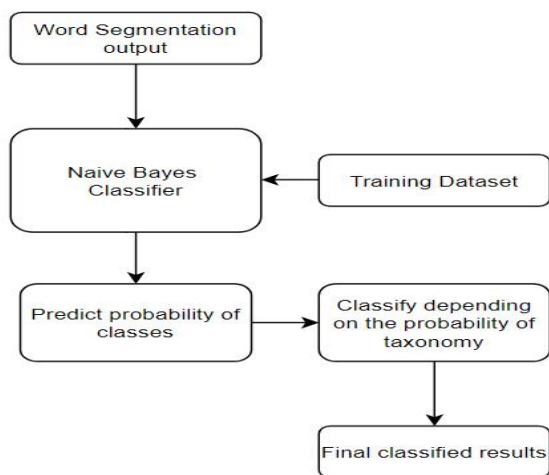 Word Segmentation
output
Naive Bayes
Classifier
Training Dataset
Predict probability of
classes
Classify depending
on the probability of
taxonomy
Final classified results